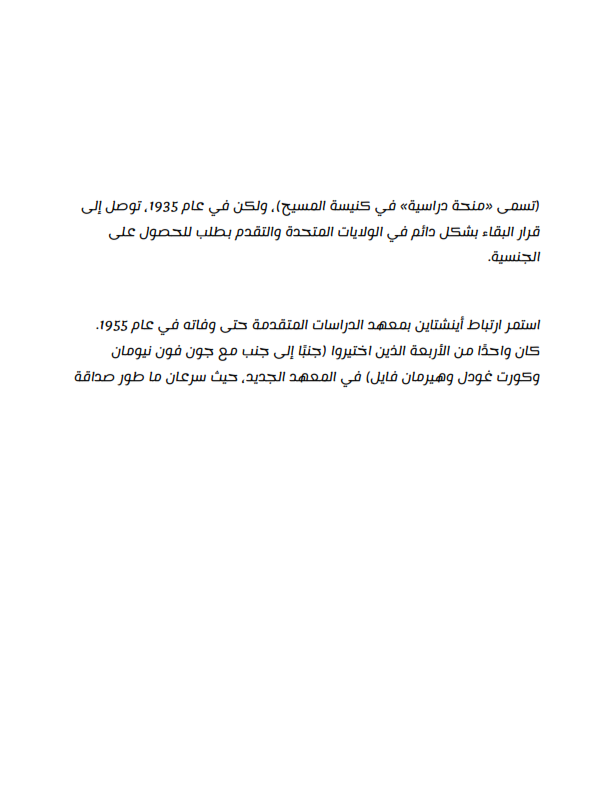 (تسمى «منحة دراسية» في كنيسة المسيح)، ولكن في عام 1935، توصل إلى
قرار البقاء بشكل دائم في الولايات المتحدة والتقدم بطلب للحصول على
الجنسية.
استمر ارتباط أينشتاين بمعهد الدراسات المتقدمة حتى وفاته في عام 1955.
كان واحدًا من الأربعة الذين اختيروا (جنبًا إلى جنب مع جون فون نيومان
وكورت غودل وهيرمان فايل) في المعهد الجديد، حيث سرعان ما طور صداقة